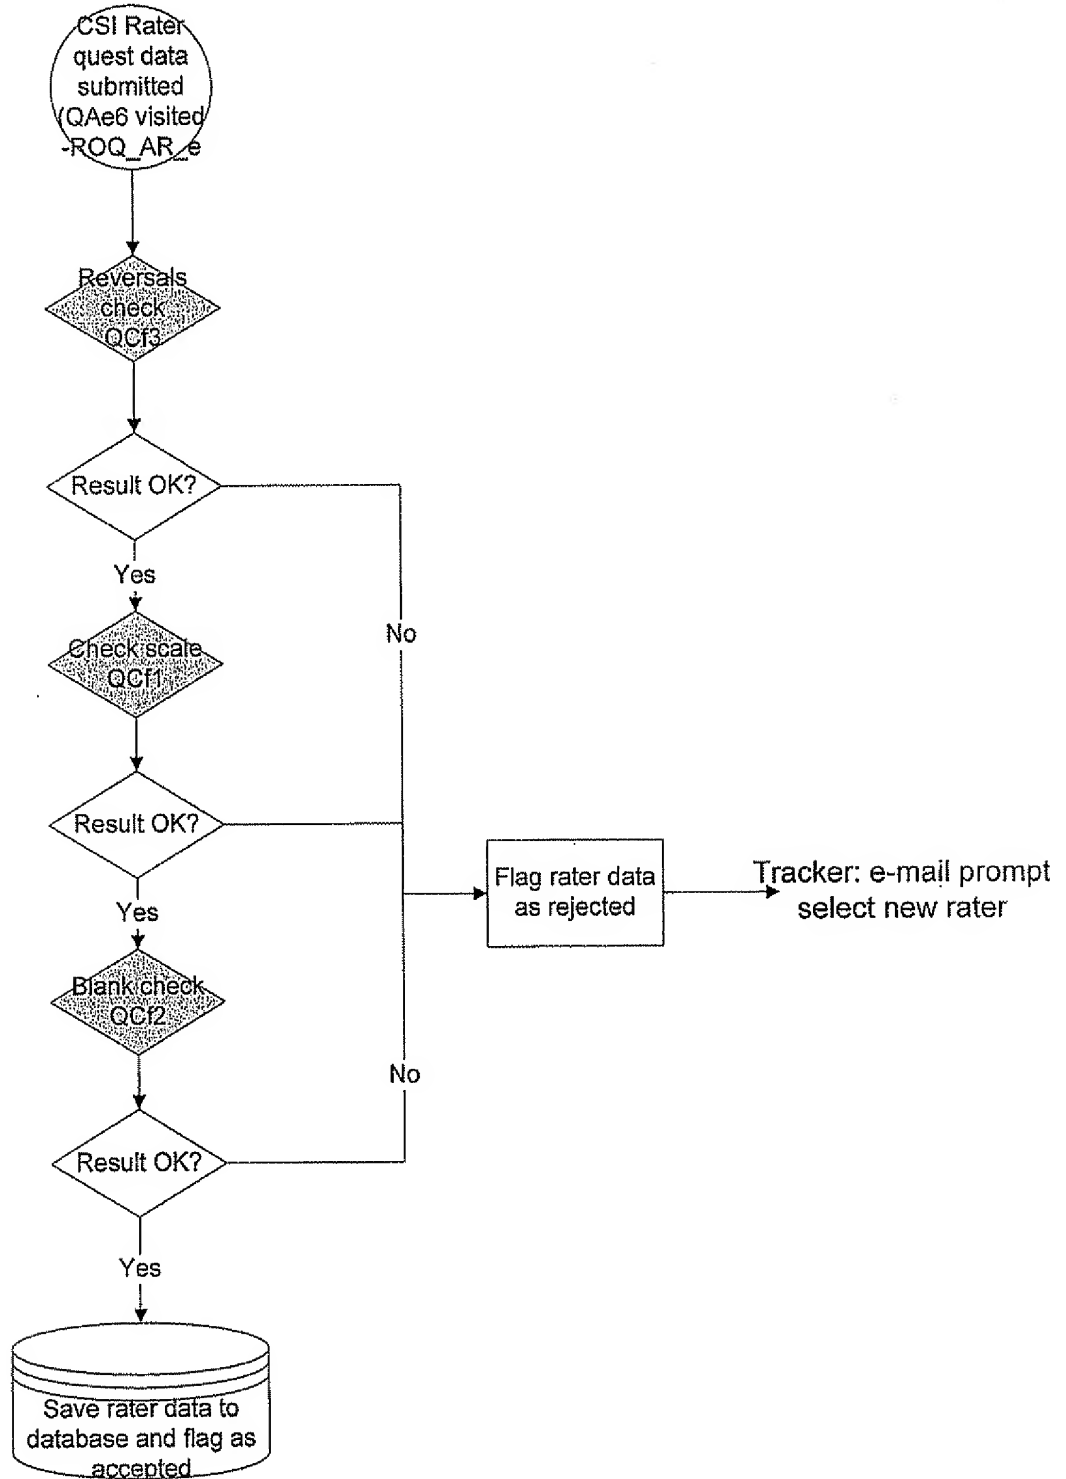 CSI Rater
quest data
submitted
(QAe6 visited
-ROQ_AR_e
Reversals
check
QCf3
Result OK?
Yes
No
Check scale
QCf1
Result OK?
Flag rater data
as rejected
Tracker: e-mail prompt
select new rater
Yes
Blank check
QCf2
No
Result OK?
Yes
Save rater data to
database and flag as
accepted